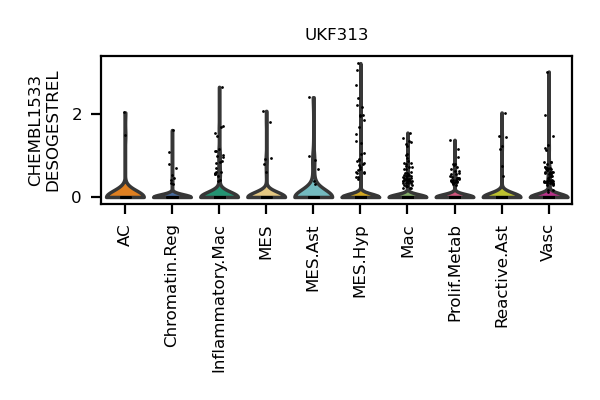 UKF313
CHEMBL1533
DESOGESTREL
2
0
AC
Chromatin.Reg
Inflammatory.Mac
MES
MES.Ast
MES.Hyp
Mac
Prolif.Metab
Reactive.Ast
Vasc